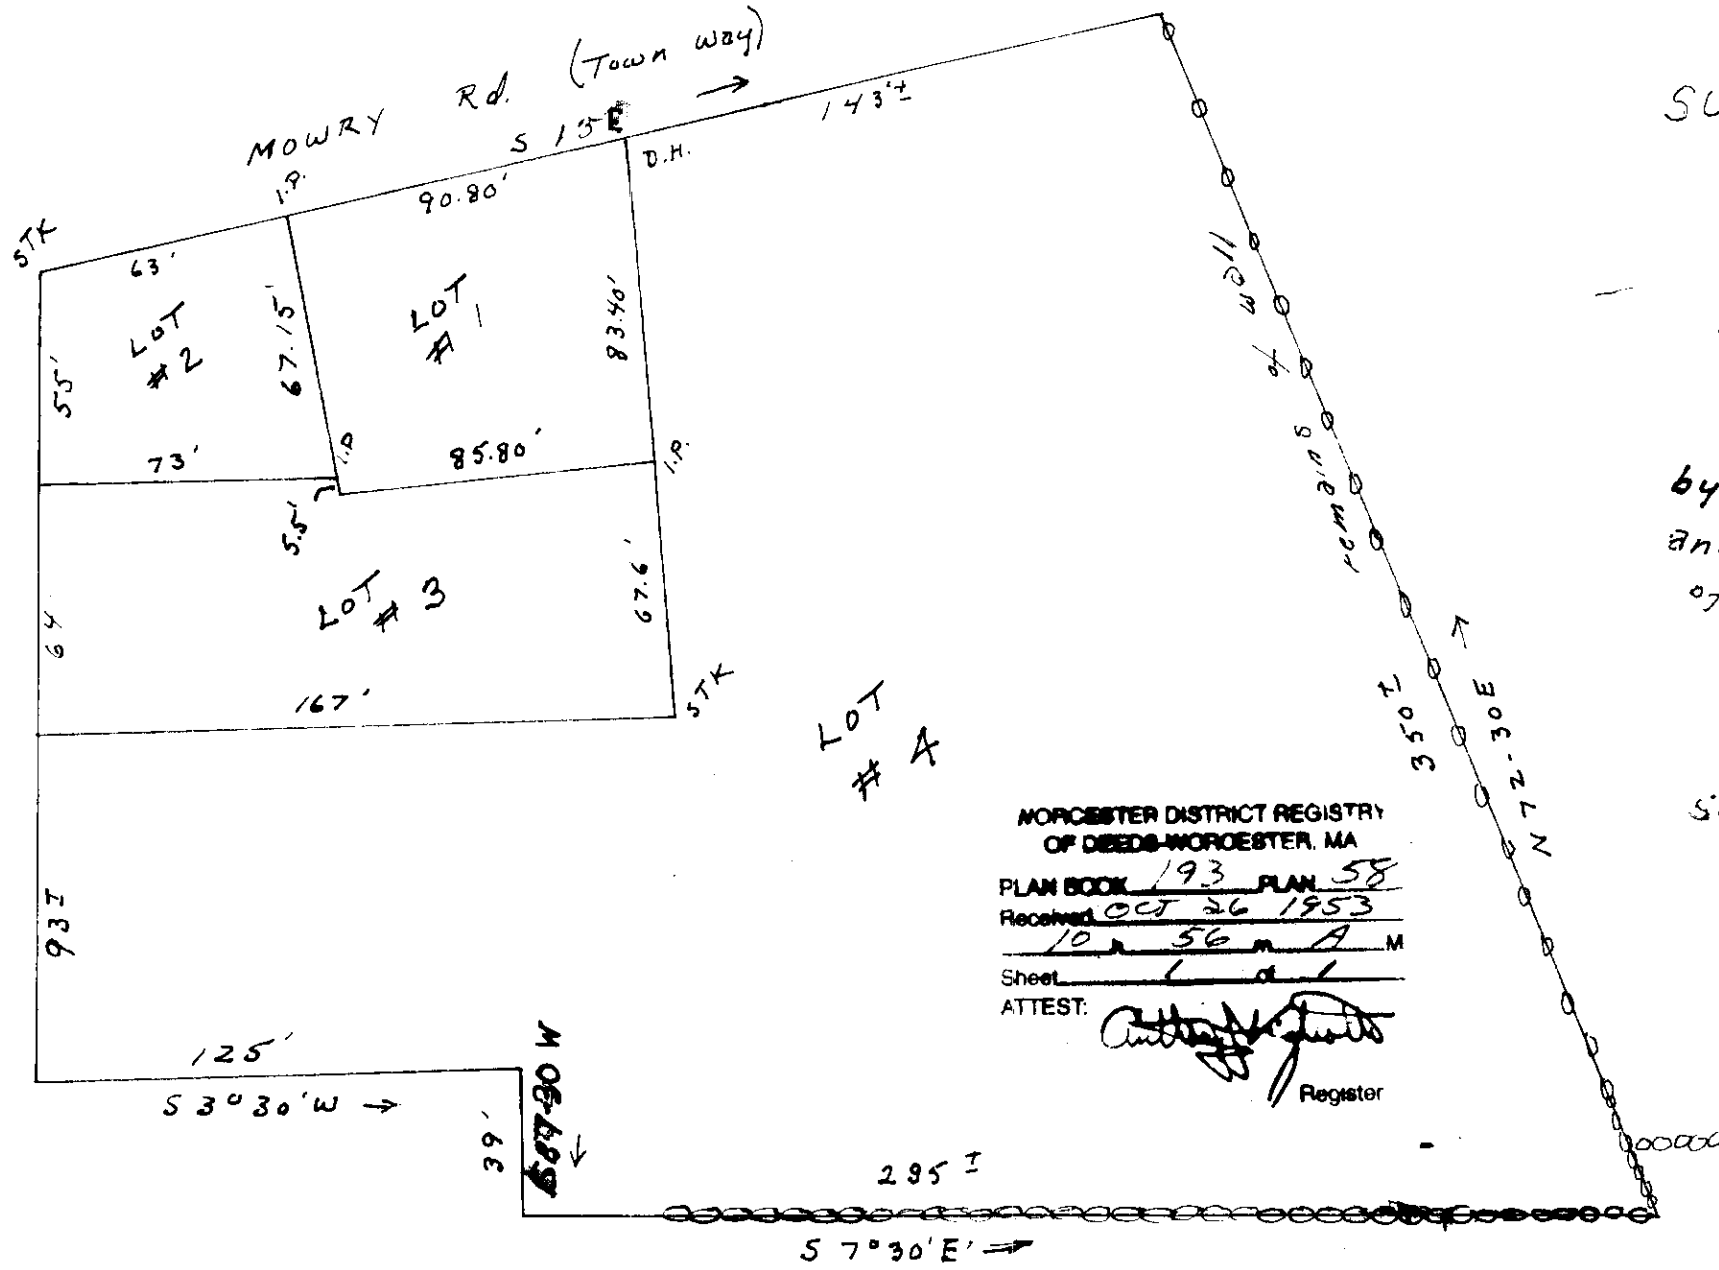 MOWRY Rd. (Town way)
S 15 E
143'±
I.P.
90.80'
D.H.
STK
63'
LOT
#2
67.15'
LOT
#1
83.40'
55'
73'
I.P.
85.80'
I.P.
5.5'
LOT
# 3
67.6'
64
167'
STK
LOT
# 4
remains of wall
350±
N 72-30E
by
WORCESTER DISTRICT REGISTRY
OF DEEDS-WORCESTER, MA
PLAN BOOK 193 PLAN 58
Received OCT 26 1953
10 h 56 m A M
Sheet 1 of 1
ATTEST:
Register
93±
125'
S 3° 30' W
39'
S89-30 W
295±
S 7° 30' E